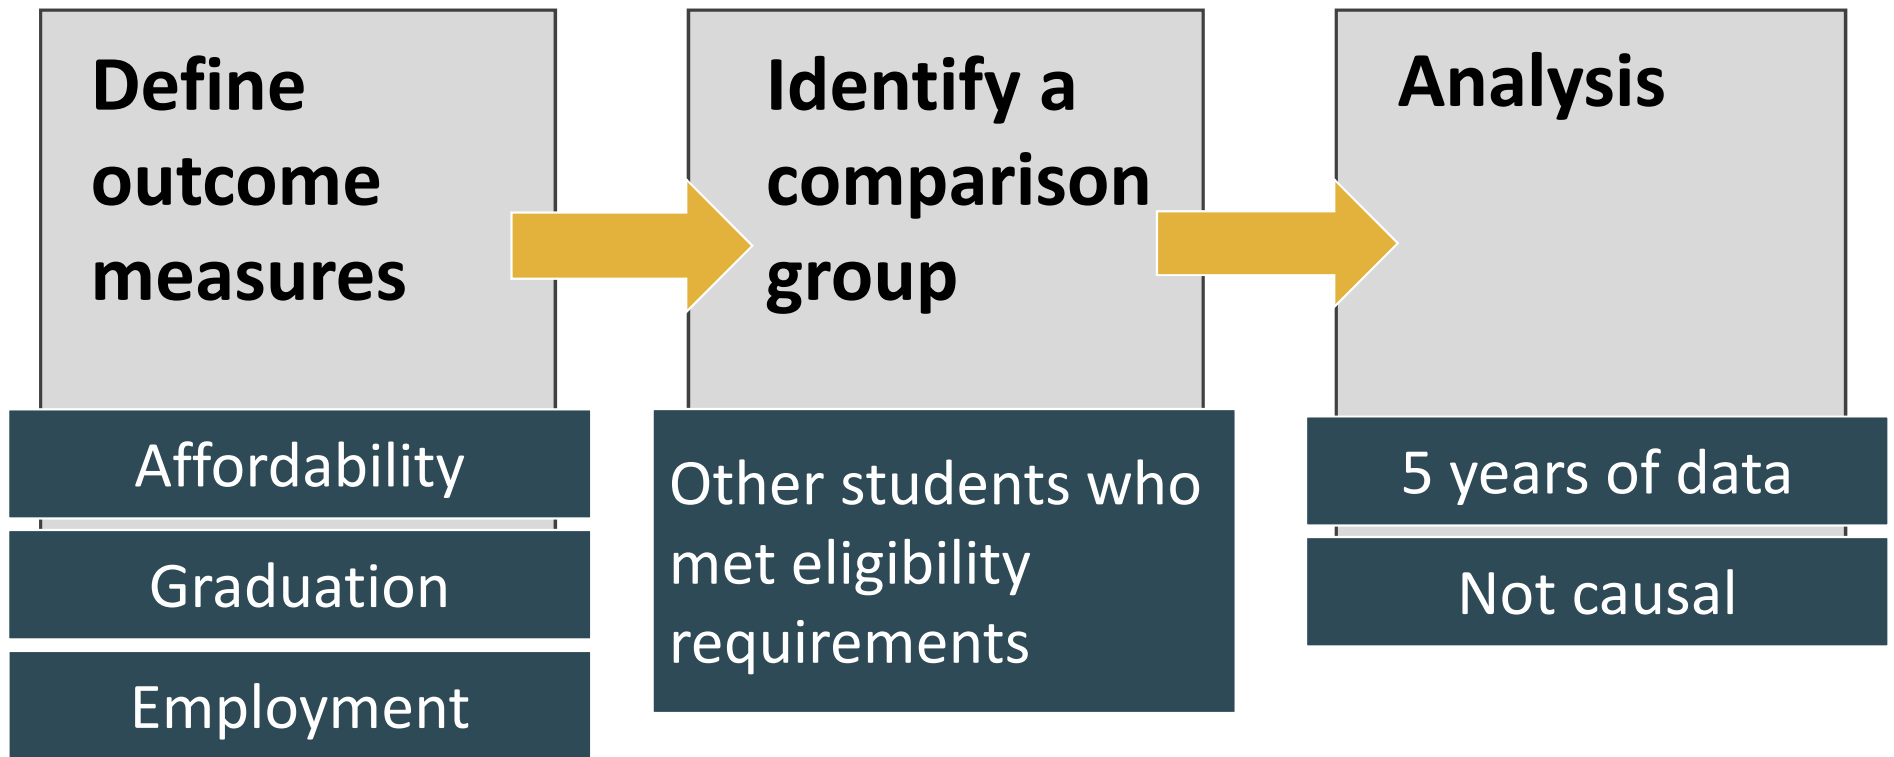 Define
outcome
measures
Affordability
Graduation
Employment
Identify a
comparison
group
Other students who
met eligibility
requirements
Analysis
5 years of data
Not causal